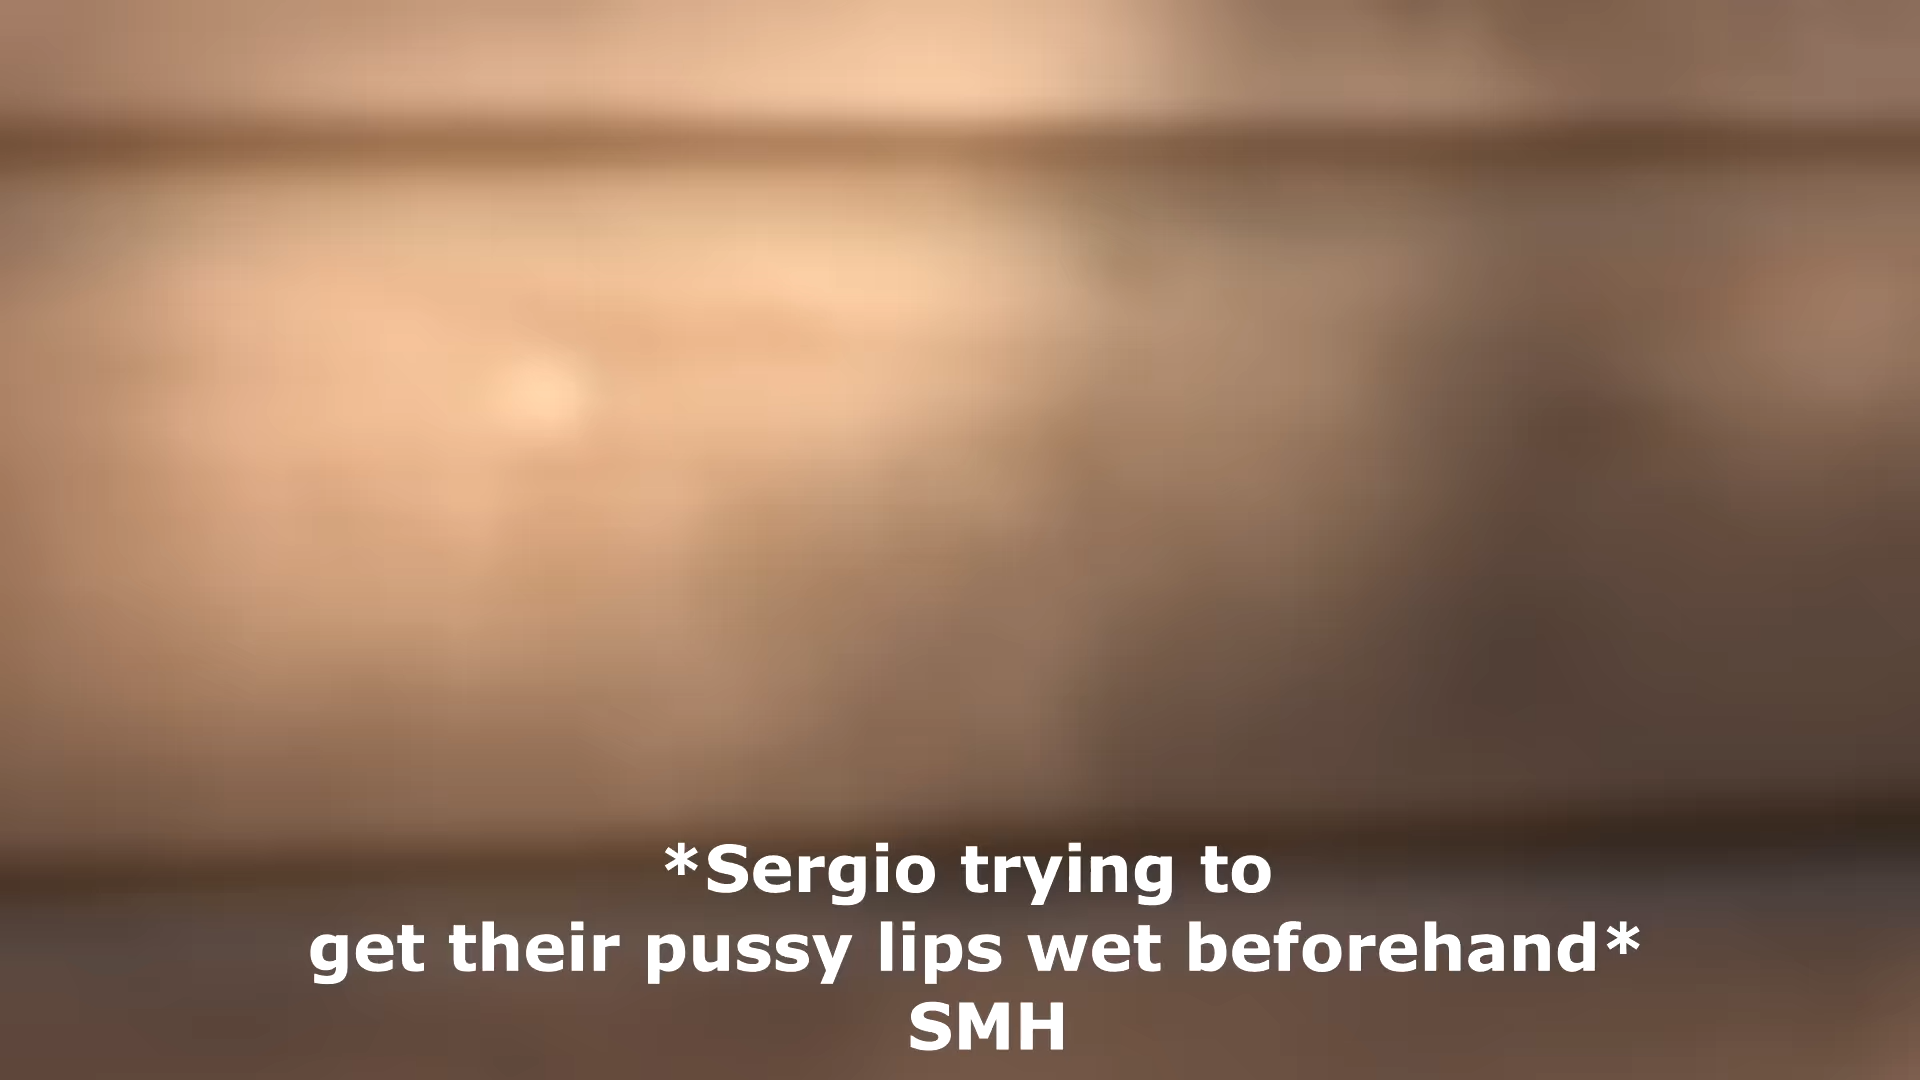 *Sergio trying to
get their pussy lips wet beforehand*
SMH